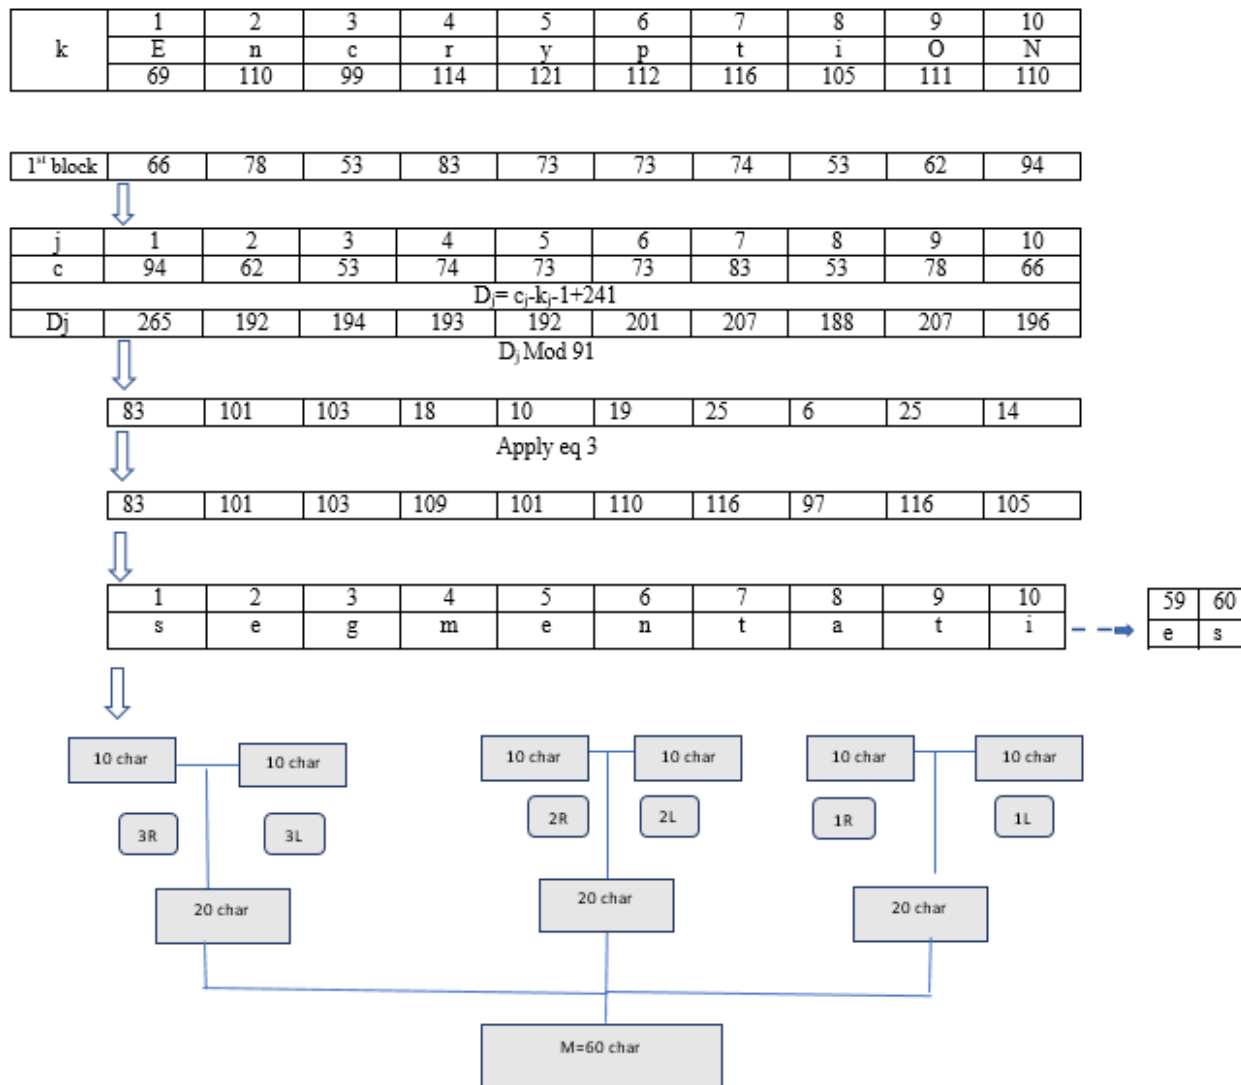 1 2 3 4 5 6 7 8 9 10
k E n c r y p t i O N
69 110 99 114 121 112 116 105 111 110
1st block 66 78 53 83 73 73 74 53 62 94
j 1 2 3 4 5 6 7 8 9 10
c 94 62 53 74 73 73 83 53 78 66
Dj= cj-kj-1+241
Dj 265 192 194 193 192 201 207 188 207 196
Dj Mod 91
83 101 103 18 10 19 25 6 25 14
Apply eq 3
83 101 103 109 101 110 116 97 116 105
1 2 3 4 5 6 7 8 9 10 59 60
s e g m e n t a t i e s
10 char 10 char 10 char 10 char 10 char 10 char
3R 3L 2R 2L 1R 1L
20 char 20 char 20 char
M=60 char